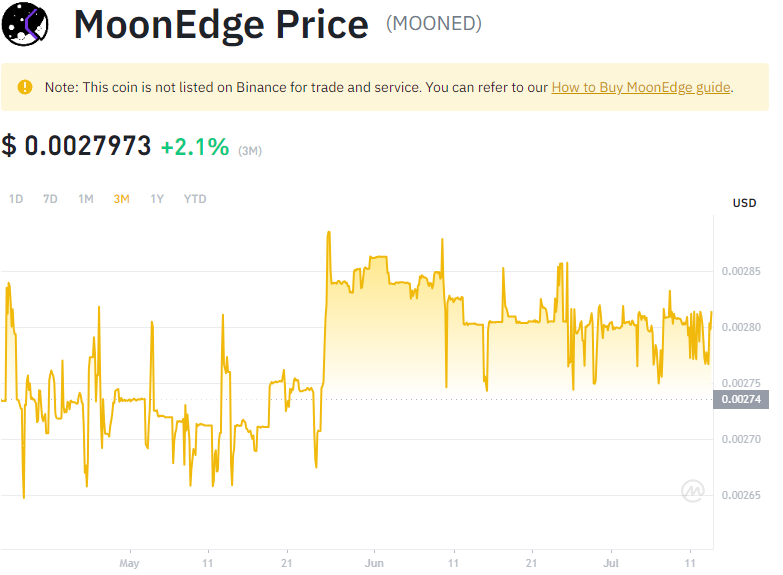 MoonEdge Price (MOONED)
Note: This coin is not listed on Binance for trade and service. You can refer to our How to Buy MoonEdge guide.
$ 0.0027973 +2.1% (3M)
1D 7D 1M 3M 1Y YTD
USD
0.00285
0.00280
0.00275
0.00274
0.00270
0.00265
May 11 21 Jun 11 21 Jul 11